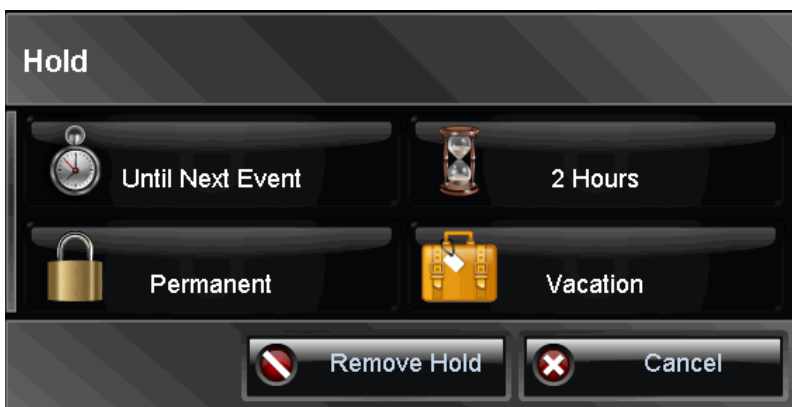 Hold
Until Next Event
2 Hours
Permanent
Vacation
Remove Hold
Cancel